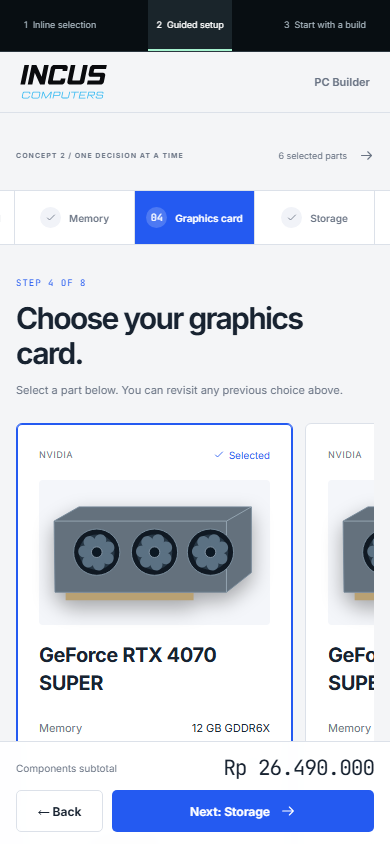 1 Inline selection
2 Guided setup
3 Start with a build
INCUS
COMPUTERS
PC Builder
CONCEPT 2 / ONE DECISION AT A TIME
6 selected parts →
✓ Memory
04 Graphics card
✓ Storage
STEP 4 OF 8
Choose your graphics
card.
Select a part below. You can revisit any previous choice above.
NVIDIA
✓ Selected
GeForce RTX 4070
SUPER
Memory
12 GB GDDR6X
NVIDIA
GeFo
SUPE
Memory
Components subtotal
Rp 26.490.000
← Back
Next: Storage →